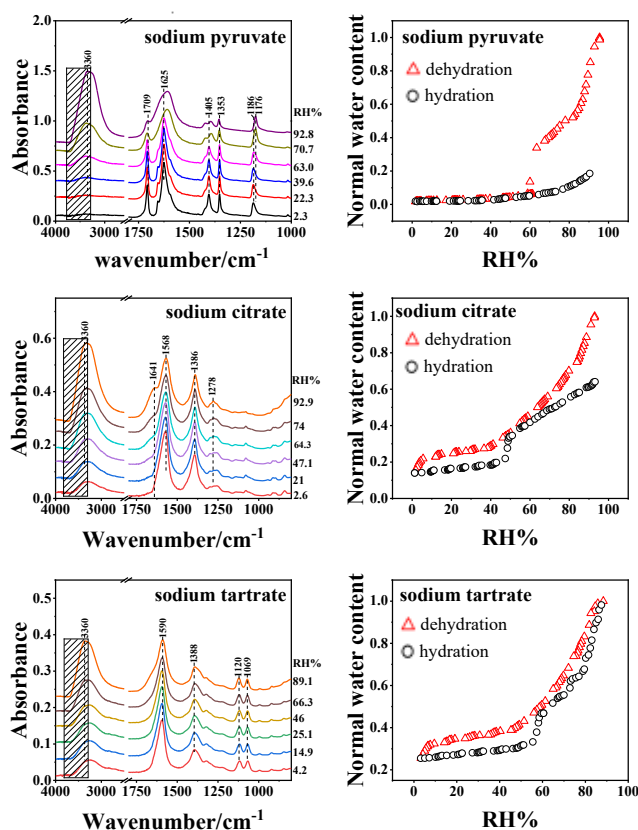 sodium pyruvate
3360
1709
1625
1405
1353
1186
1176
RH%
92.8
70.7
63.0
39.6
22.3
2.3
2.0
1.5
1.0
0.5
0.0
4000 3000 1750 1500 1250 1000
Absorbance
wavenumber/cm-1
sodium pyruvate
dehydration
hydration
1.0
0.8
0.6
0.4
0.2
0.0
0 20 40 60 80 100
Normal water content
RH%
sodium citrate
3360
1641
1568
1386
1278
RH%
92.9
74
64.3
47.1
21
2.6
0.6
0.4
0.2
0.0
4000 3000 1750 1500 1250 1000
Absorbance
Wavenumber/cm-1
sodium citrate
dehydration
hydration
1.0
0.8
0.6
0.4
0.2
0.0
0 20 40 60 80 100
Normal water content
RH%
sodium tartrate
3360
1590
1388
1120
1069
RH%
89.1
66.3
46
25.1
14.9
4.2
0.5
0.4
0.3
0.2
0.1
0.0
4000 3000 1500 1000
Absorbance
Wavenumber/cm-1
sodium tartrate
dehydration
hydration
1.0
0.8
0.6
0.4
0.2
0 10 20 30 40 50 60 70 80 90 100
Normal water content
RH%